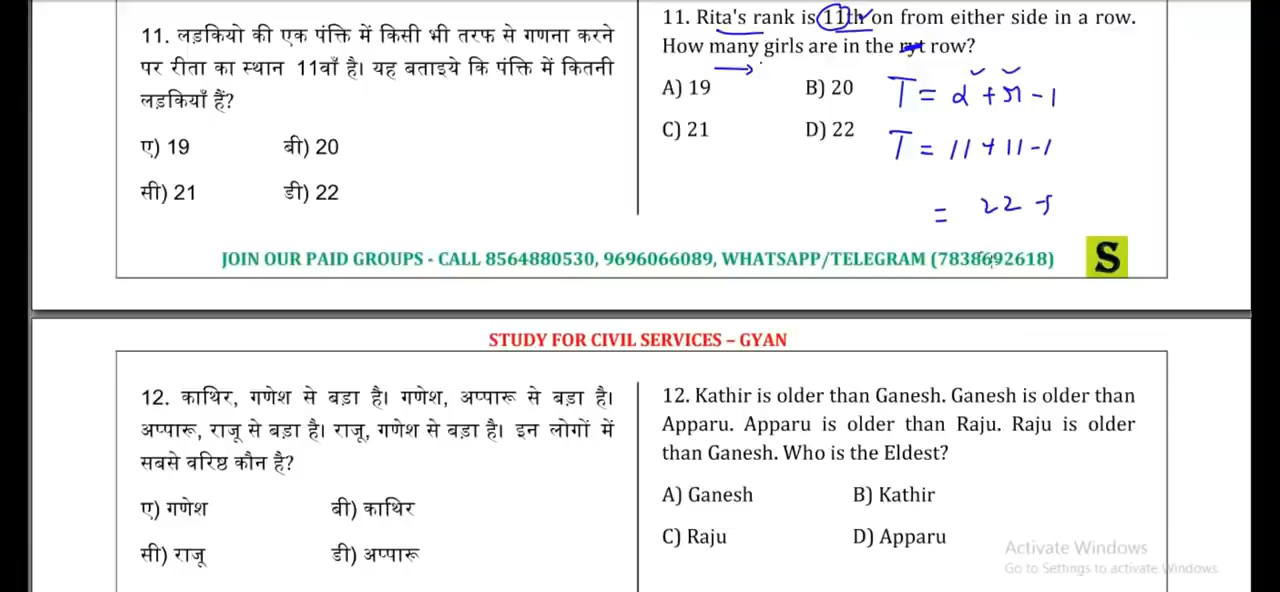 11. लड़कियो की एक पंक्ति में किसी भी तरफ से गणना करने
पर रीता का स्थान 11वाँ है। यह बताइये कि पंक्ति में कितनी
लड़कियाँ हैं?
ए) 19 बी) 20
सी) 21 डी) 22
11. Rita's rank is 11th on from either side in a row.
How many girls are in the row?
A) 19 B) 20
C) 21 D) 22
T = l + r - 1
T = 11 + 11 - 1
= 22 -
JOIN OUR PAID GROUPS - CALL 8564880530, 9696066089, WHATSAPP/TELEGRAM (7838692618)
S
STUDY FOR CIVIL SERVICES – GYAN
12. काथिर, गणेश से बड़ा है। गणेश, अप्पारू से बड़ा है।
अप्पारू, राजू से बड़ा है। राजू, गणेश से बड़ा है। इन लोगों में
सबसे वरिष्ठ कौन है?
ए) गणेश बी) काथिर
सी) राजू डी) अप्पारू
12. Kathir is older than Ganesh. Ganesh is older than
Apparu. Apparu is older than Raju. Raju is older
than Ganesh. Who is the Eldest?
A) Ganesh B) Kathir
C) Raju D) Apparu
Activate Windows
Go to Settings to activate Windows.